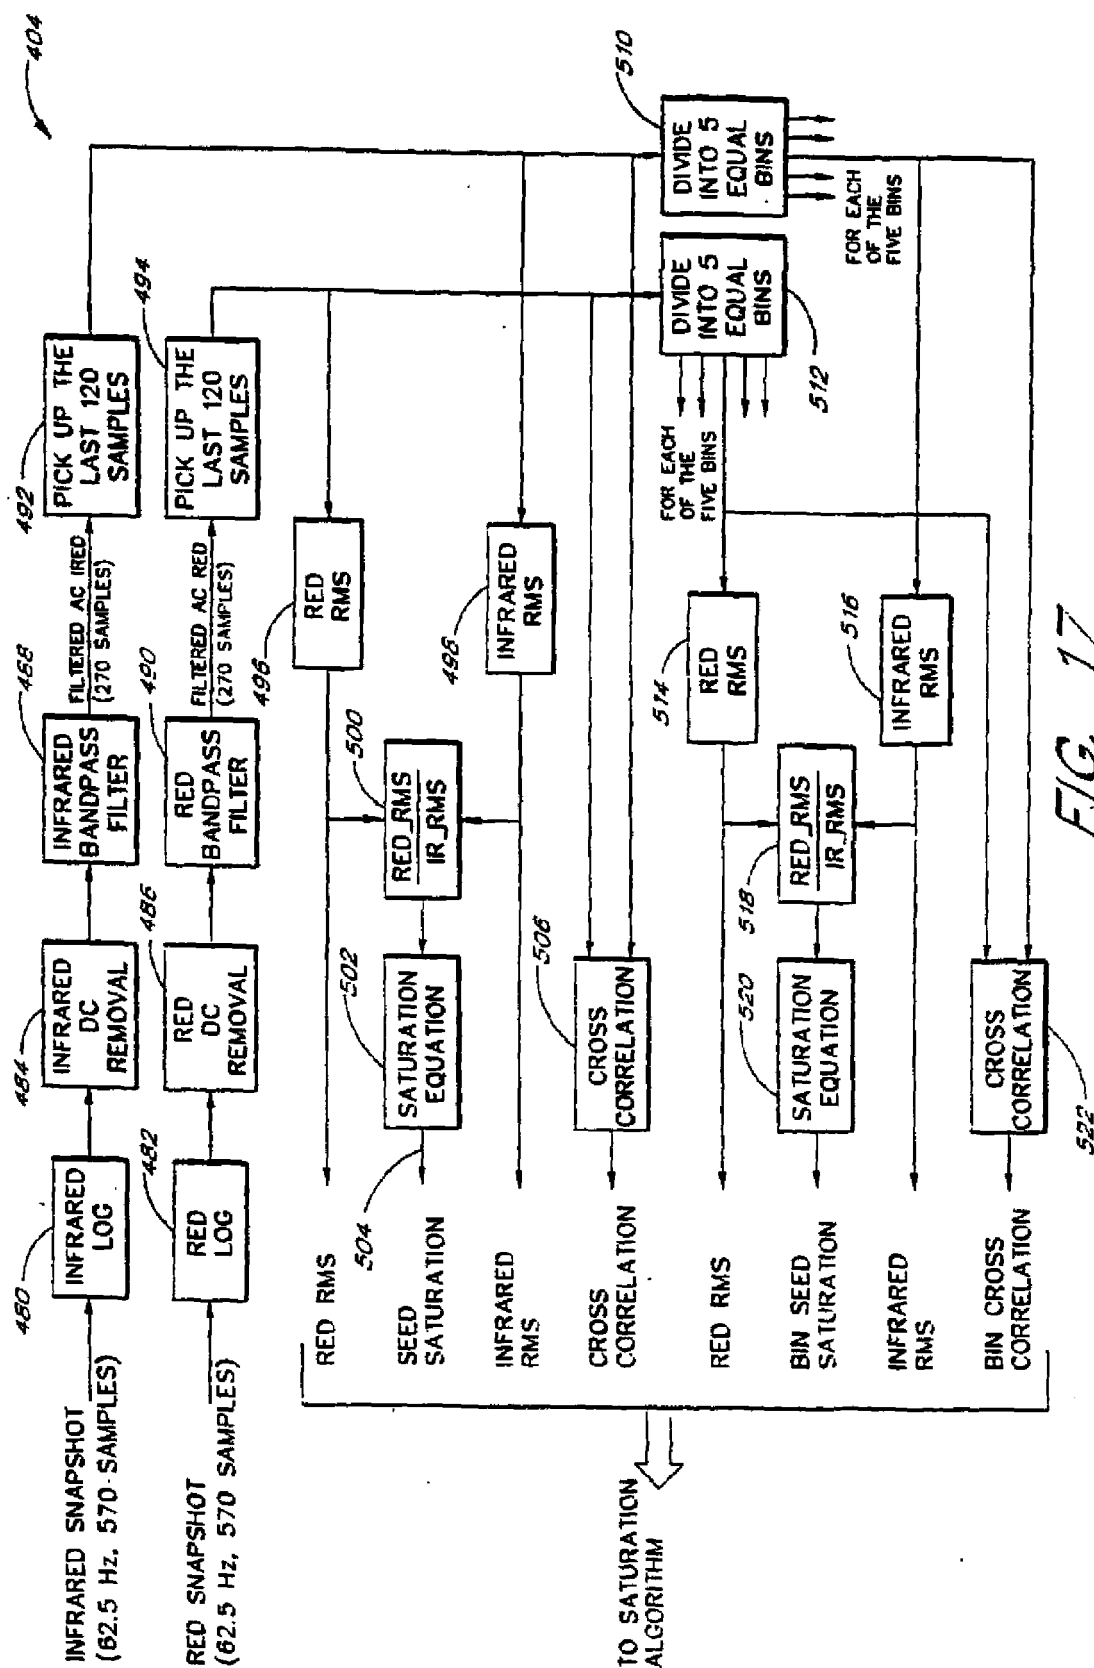 404
INFRARED SNAPSHOT
(62.5 Hz, 570 SAMPLES)
480
INFRARED
LOG
484
INFRARED
DC
REMOVAL
488
INFRARED
BANDPASS
FILTER
FILTERED AC IRED
(270 SAMPLES)
492
PICK UP THE
LAST 120
SAMPLES
RED SNAPSHOT
(62.5 Hz, 570 SAMPLES)
482
RED
LOG
486
RED
DC
REMOVAL
490
RED
BANDPASS
FILTER
FILTERED AC RED
(270 SAMPLES)
494
PICK UP THE
LAST 120
SAMPLES
496
RED
RMS
RED RMS
500
RED_RMS
IR_RMS
502
SATURATION
EQUATION
504
SEED
SATURATION
498
INFRARED
RMS
INFRARED
RMS
506
CROSS
CORRELATION
CROSS
CORRELATION
510
DIVIDE
INTO 5
EQUAL
BINS
512
DIVIDE
INTO 5
EQUAL
BINS
FOR EACH
OF THE
FIVE BINS
FOR EACH
OF THE
FIVE BINS
514
RED
RMS
RED RMS
518
RED_RMS
IR_RMS
520
SATURATION
EQUATION
BIN SEED
SATURATION
516
INFRARED
RMS
INFRARED
RMS
522
CROSS
CORRELATION
BIN CROSS
CORRELATION
TO SATURATION
ALGORITHM
FIG. 17